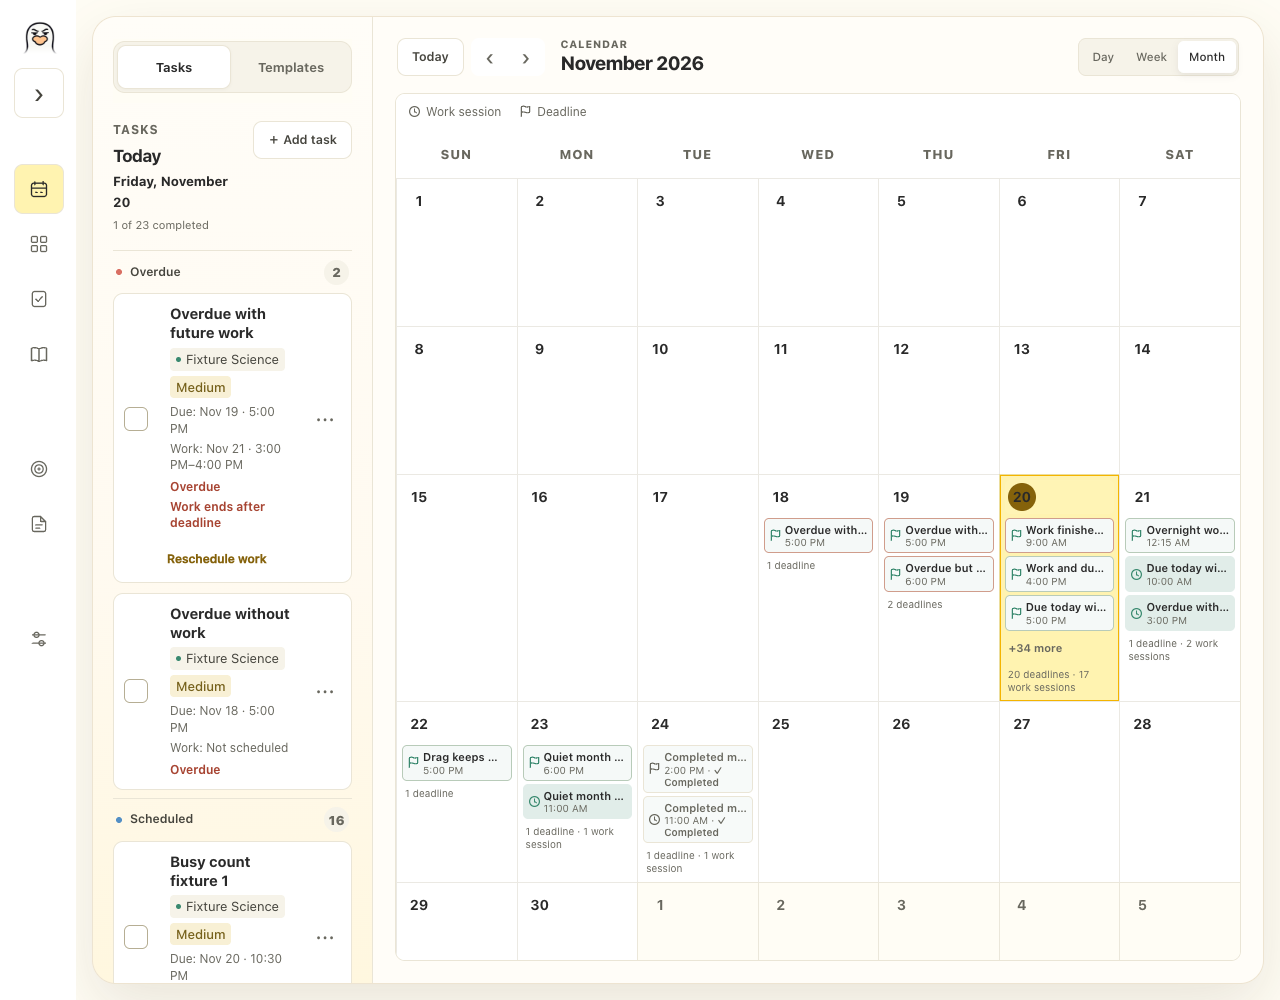 Tasks
Templates
TASKS
+ Add task
Today
Friday, November
20
1 of 23 completed
Overdue
2
Overdue with
future work
Fixture Science
Medium
Due: Nov 19 · 5:00
PM
Work: Nov 21 · 3:00
PM–4:00 PM
Overdue
Work ends after
deadline
Reschedule work
Overdue without
work
Fixture Science
Medium
Due: Nov 18 · 5:00
PM
Work: Not scheduled
Overdue
Scheduled
16
Busy count
fixture 1
Fixture Science
Medium
Due: Nov 20 · 10:30
PM
Today
CALENDAR
November 2026
Day
Week
Month
Work session
Deadline
SUN
MON
TUE
WED
THU
FRI
SAT
1
2
3
4
5
6
7
8
9
10
11
12
13
14
15
16
17
18
Overdue with...
5:00 PM
1 deadline
19
Overdue with...
5:00 PM
Overdue but ...
6:00 PM
2 deadlines
20
Work finishe...
9:00 AM
Work and du...
4:00 PM
Due today wi...
5:00 PM
+34 more
20 deadlines · 17
work sessions
21
Overnight wo...
12:15 AM
Due today wi...
10:00 AM
Overdue with...
3:00 PM
1 deadline · 2 work
sessions
22
Drag keeps ...
5:00 PM
1 deadline
23
Quiet month ...
6:00 PM
Quiet month ...
11:00 AM
1 deadline · 1 work
session
24
Completed m...
2:00 PM · ✓
Completed
Completed m...
11:00 AM · ✓
Completed
1 deadline · 1 work
session
25
26
27
28
29
30
1
2
3
4
5